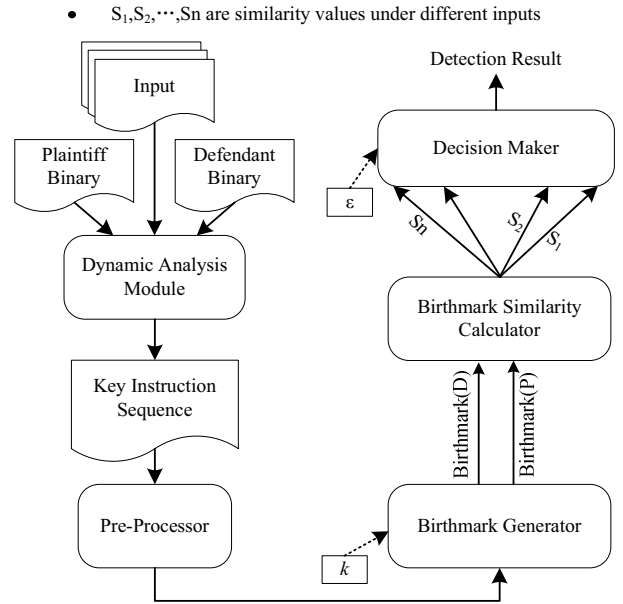 • S1,S2,⋯,Sn are similarity values under different inputs
Input
Plaintiff
Binary
Defendant
Binary
Dynamic Analysis
Module
Key Instruction
Sequence
Pre-Processor
Detection Result
Decision Maker
ε
Sn
S2
S1
Birthmark Similarity
Calculator
Birthmark(D)
Birthmark(P)
Birthmark Generator
k